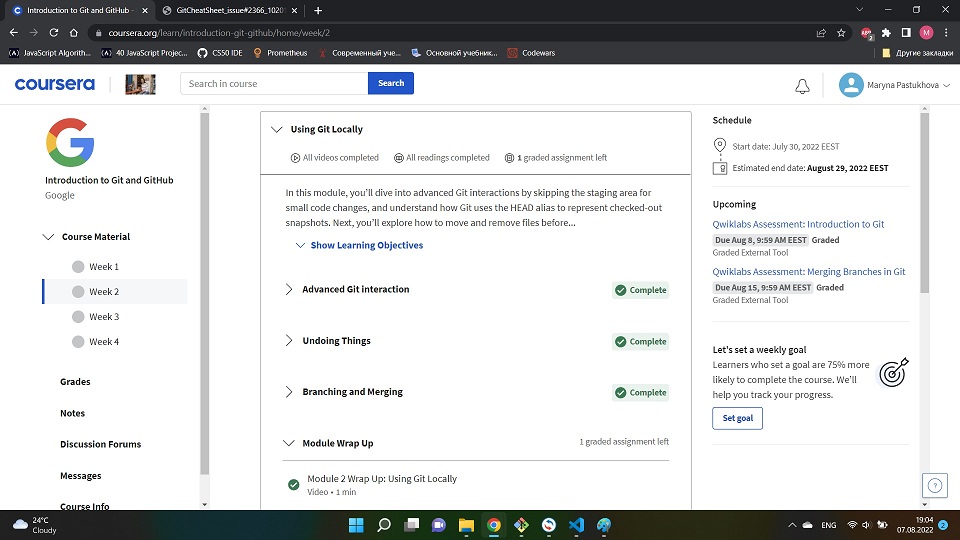 Introduction to Git and GitHub -
GitCheatSheet_issue#2366_1020
coursera.org/learn/introduction-git-github/home/week/2
M
JavaScript Algorith...
40 JavaScript Projec...
CS50 IDE
Prometheus
Современный уче...
Основной учебник...
Codewars
Другие закладки
coursera
Search in course
Search
Maryna Pastukhova
Introduction to Git and GitHub
Google
Course Material
Week 1
Week 2
Week 3
Week 4
Grades
Notes
Discussion Forums
Messages
Course Info
Using Git Locally
All videos completed
All readings completed
1 graded assignment left
In this module, you'll dive into advanced Git interactions by skipping the staging area for
small code changes, and understand how Git uses the HEAD alias to represent checked-out
snapshots. Next, you'll explore how to move and remove files before...
Show Learning Objectives
Advanced Git interaction
Complete
Undoing Things
Complete
Branching and Merging
Complete
Module Wrap Up
1 graded assignment left
Module 2 Wrap Up: Using Git Locally
Video • 1 min
Schedule
Start date: July 30, 2022 EEST
Estimated end date: August 29, 2022 EEST
Upcoming
Qwiklabs Assessment: Introduction to Git
Due Aug 8, 9:59 AM EEST Graded
Graded External Tool
Qwiklabs Assessment: Merging Branches in Git
Due Aug 15, 9:59 AM EEST Graded
Graded External Tool
Let's set a weekly goal
Learners who set a goal are 75% more
likely to complete the course. We'll
help you track your progress.
Set goal
24°C
Cloudy
ENG
19:04
07.08.2022
2